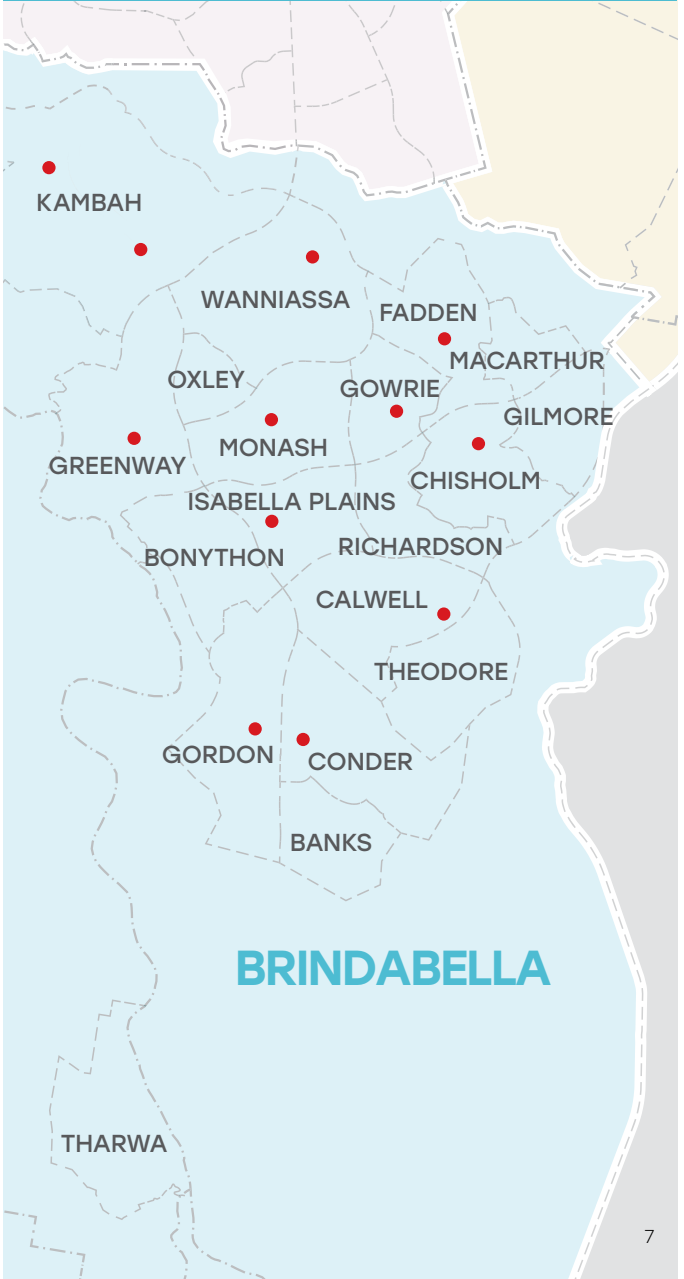 KAMBAH
WANNIASSA
FADDEN
MACARTHUR
OXLEY
GOWRIE
GILMORE
MONASH
GREENWAY
CHISHOLM
ISABELLA PLAINS
RICHARDSON
BONYTHON
CALWELL
THEODORE
GORDON
CONDER
BANKS
BRINDABELLA
THARWA
7